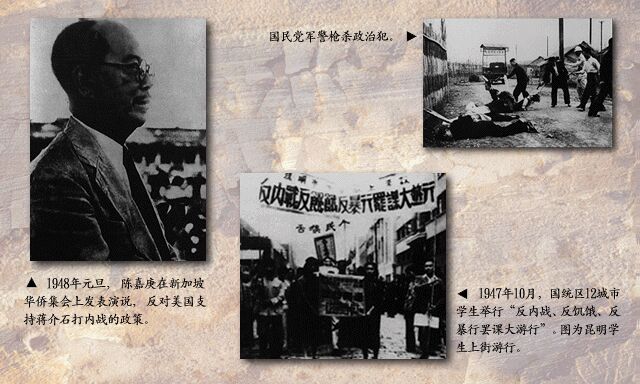 国民党军警枪杀政治犯。 ▶
反内战反饥饿反暴行罢课大游行
▲ 1948年元旦，陈嘉庚在新加坡
华侨集会上发表演说，反对美国支
持蒋介石打内战的政策。
◀ 1947年10月，国统区12城市
学生举行“反内战、反饥饿、反
暴行罢课大游行”。图为昆明学
生上街游行。